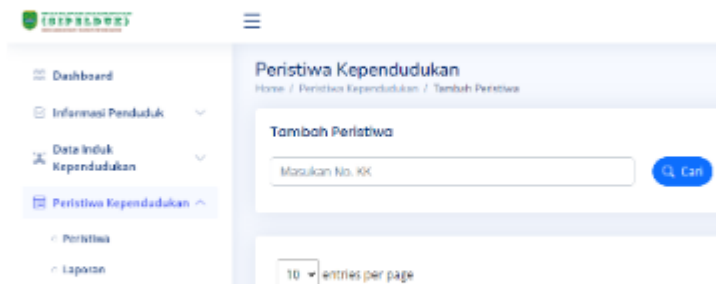 (SIPELDUK)
Dashboard
Informasi Penduduk
Data Induk
Kependudukan
Peristiwa Kependudukan
Peristiwa
Laporan
Peristiwa Kependudukan
Home / Peristiwa Kependudukan / Tambah Peristiwa
Tambah Peristiwa
Masukan No. KK
Cari
10 entries per page